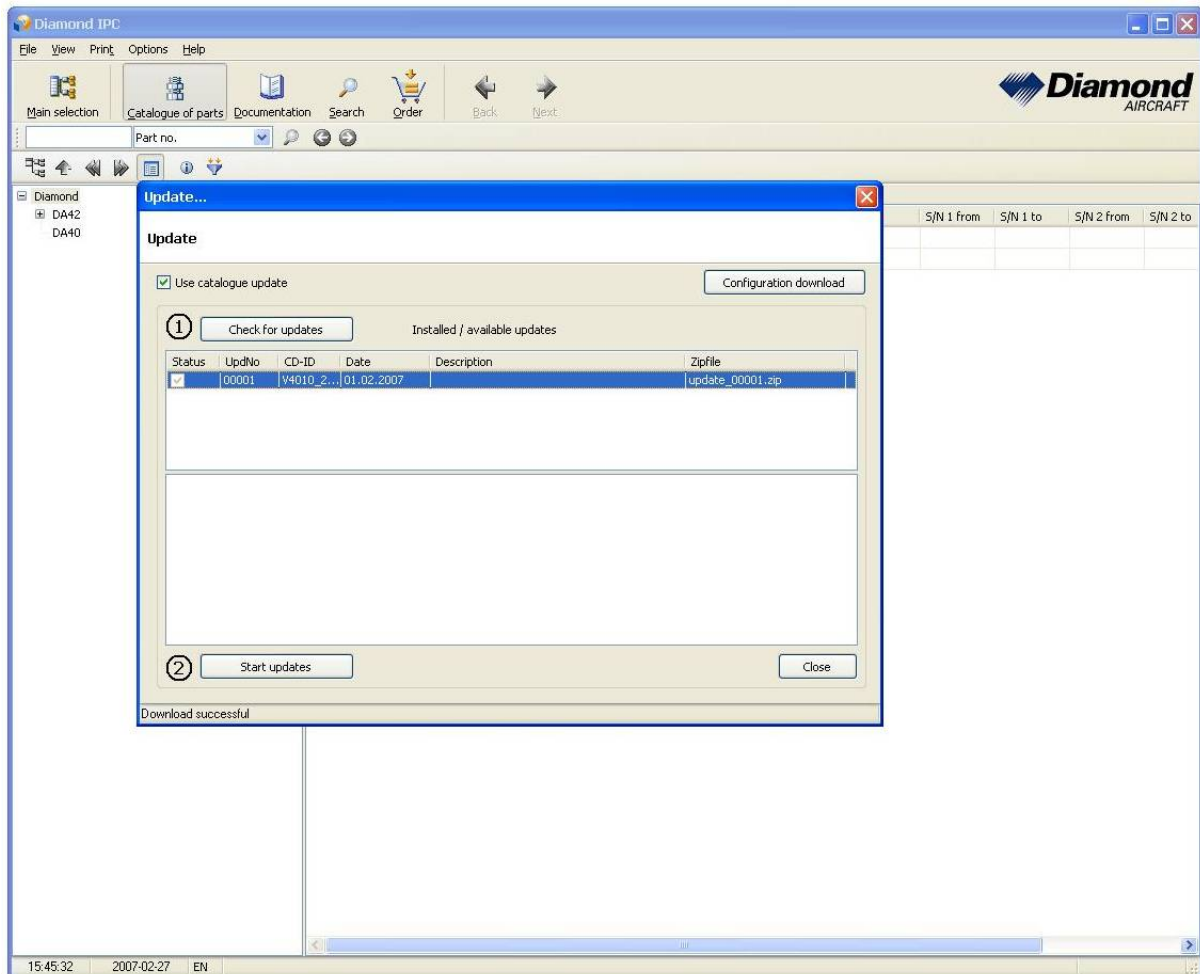 Diamond IPC
File View Print Options Help
Main selection Catalogue of parts Documentation Search Order Back Next
Diamond
AIRCRAFT
Part no.
Diamond
DA42
DA40
S/N 1 from S/N 1 to S/N 2 from S/N 2 to
Update...
Update
Use catalogue update Configuration download
1 Check for updates Installed / available updates
Status UpdNo CD-ID Date Description Zipfile
00001 V4010_2... 01.02.2007 update_00001.zip
2 Start updates Close
Download successful
15:45:32 2007-02-27 EN